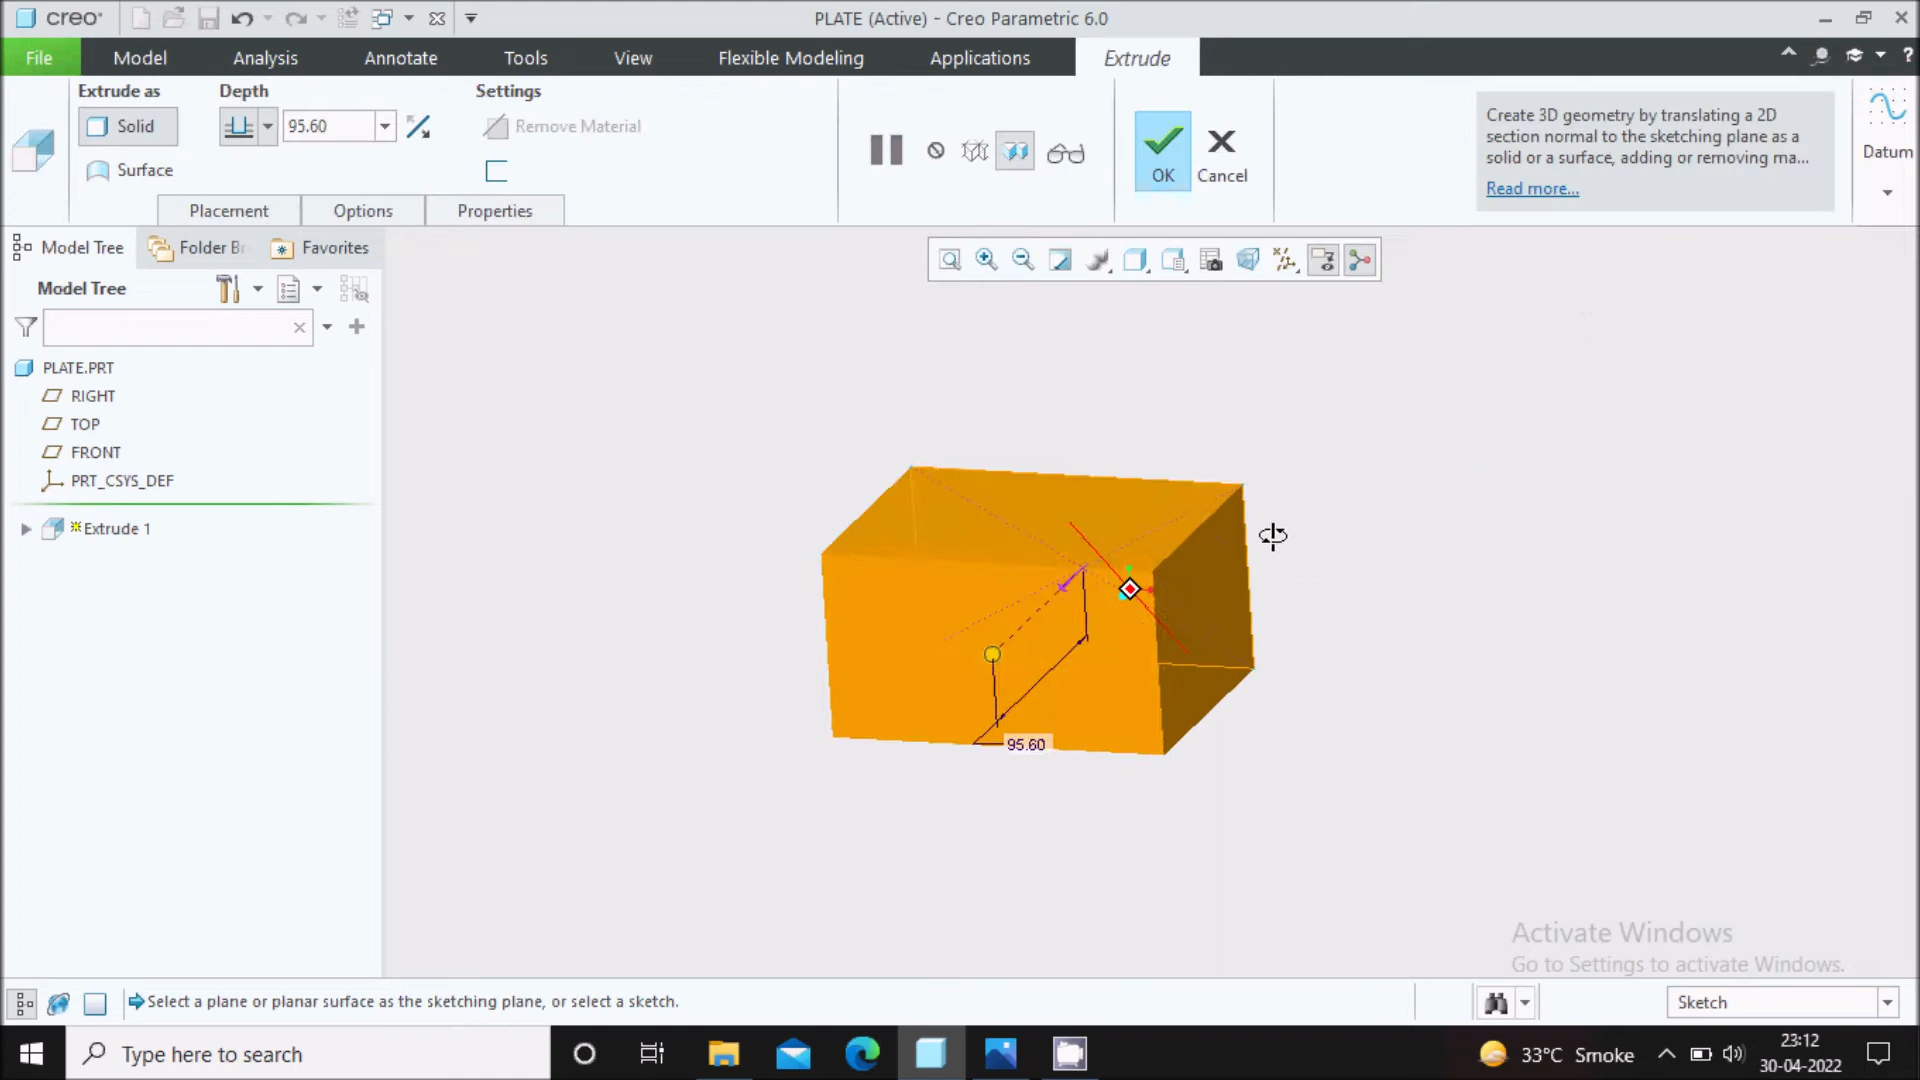 creo
PLATE (Active) - Creo Parametric 6.0
File
Model
Analysis
Annotate
Tools
View
Flexible Modeling
Applications
Extrude
Extrude as
Depth
Settings
Solid
95.60
Remove Material
Surface
OK
Cancel
Create 3D geometry by translating a 2D
section normal to the sketching plane as a
solid or a surface, adding or removing ma...
Read more...
Datum
Placement
Options
Properties
Model Tree
Folder Br
Favorites
Model Tree
PLATE.PRT
RIGHT
TOP
FRONT
PRT_CSYS_DEF
Extrude 1
95.60
Activate Windows
Go to Settings to activate Windows.
Select a plane or planar surface as the sketching plane, or select a sketch.
Sketch
Type here to search
33°C Smoke
23:12
30-04-2022